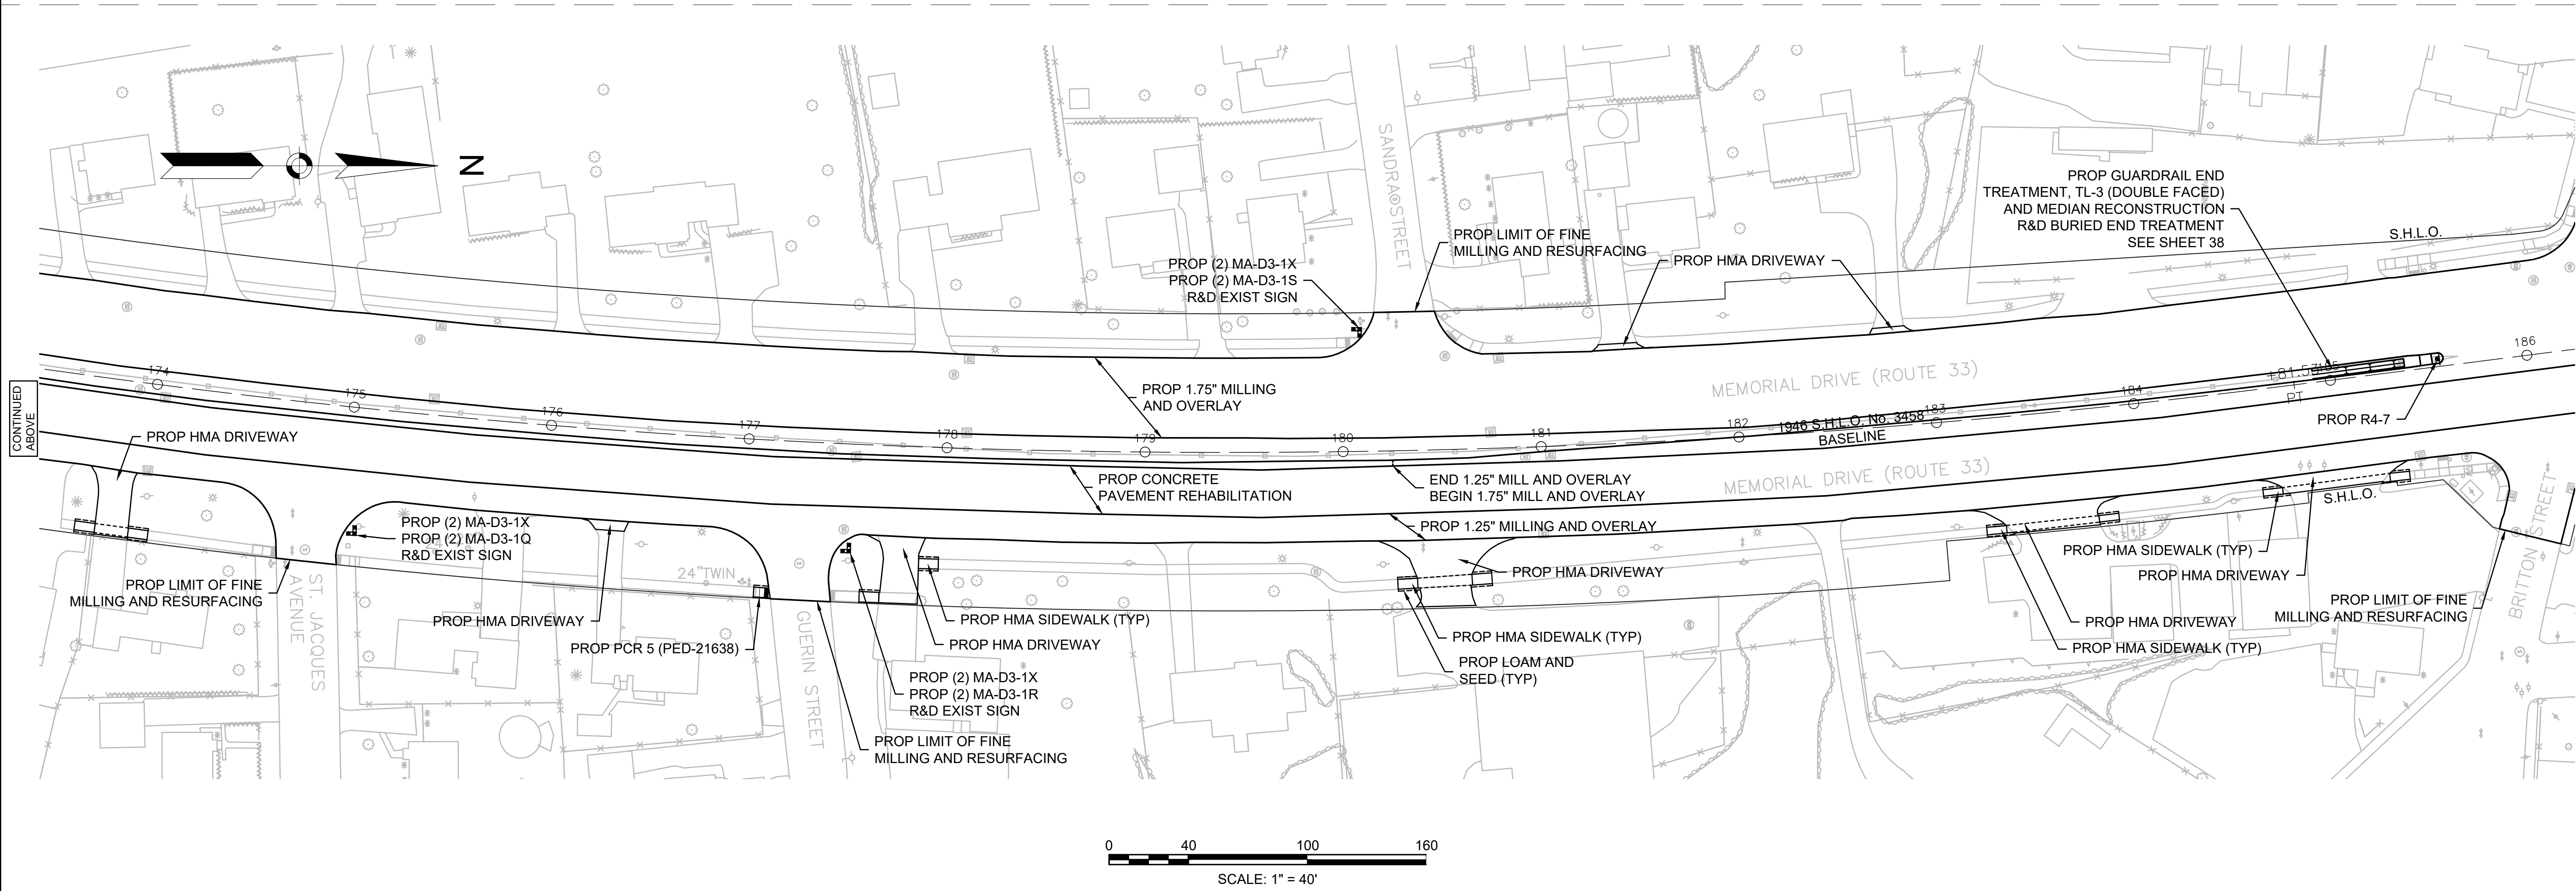 N
SANDRA STREET
PROP GUARDRAIL END
TREATMENT, TL-3 (DOUBLE FACED)
AND MEDIAN RECONSTRUCTION
R&D BURIED END TREATMENT
SEE SHEET 38
S.H.L.O.
PROP LIMIT OF FINE
MILLING AND RESURFACING
PROP HMA DRIVEWAY
PROP (2) MA-D3-1X
PROP (2) MA-D3-1S
R&D EXIST SIGN
PROP 1.75" MILLING
AND OVERLAY
MEMORIAL DRIVE (ROUTE 33)
CONTINUED
ABOVE
174
175
176
177
178
179
180
181
182
183
184
185
186
+81.57
PT
1946 S.H.L.O. No. 3458
BASELINE
PROP R4-7
PROP HMA DRIVEWAY
PROP CONCRETE
PAVEMENT REHABILITATION
END 1.25" MILL AND OVERLAY
BEGIN 1.75" MILL AND OVERLAY
MEMORIAL DRIVE (ROUTE 33)
S.H.L.O.
PROP 1.25" MILLING AND OVERLAY
PROP (2) MA-D3-1X
PROP (2) MA-D3-1Q
R&D EXIST SIGN
PROP LIMIT OF FINE
MILLING AND RESURFACING
ST. JACQUES
AVENUE
24"TWIN
PROP HMA DRIVEWAY
PROP PCR 5 (PED-21638)
GUERIN STREET
PROP HMA SIDEWALK (TYP)
PROP HMA DRIVEWAY
PROP (2) MA-D3-1X
PROP (2) MA-D3-1R
R&D EXIST SIGN
PROP LIMIT OF FINE
MILLING AND RESURFACING
PROP HMA DRIVEWAY
PROP HMA SIDEWALK (TYP)
PROP LOAM AND
SEED (TYP)
PROP HMA SIDEWALK (TYP)
PROP HMA DRIVEWAY
PROP HMA DRIVEWAY
PROP HMA SIDEWALK (TYP)
PROP LIMIT OF FINE
MILLING AND RESURFACING
BRITTON STREET
0 40 100 160
SCALE: 1" = 40'